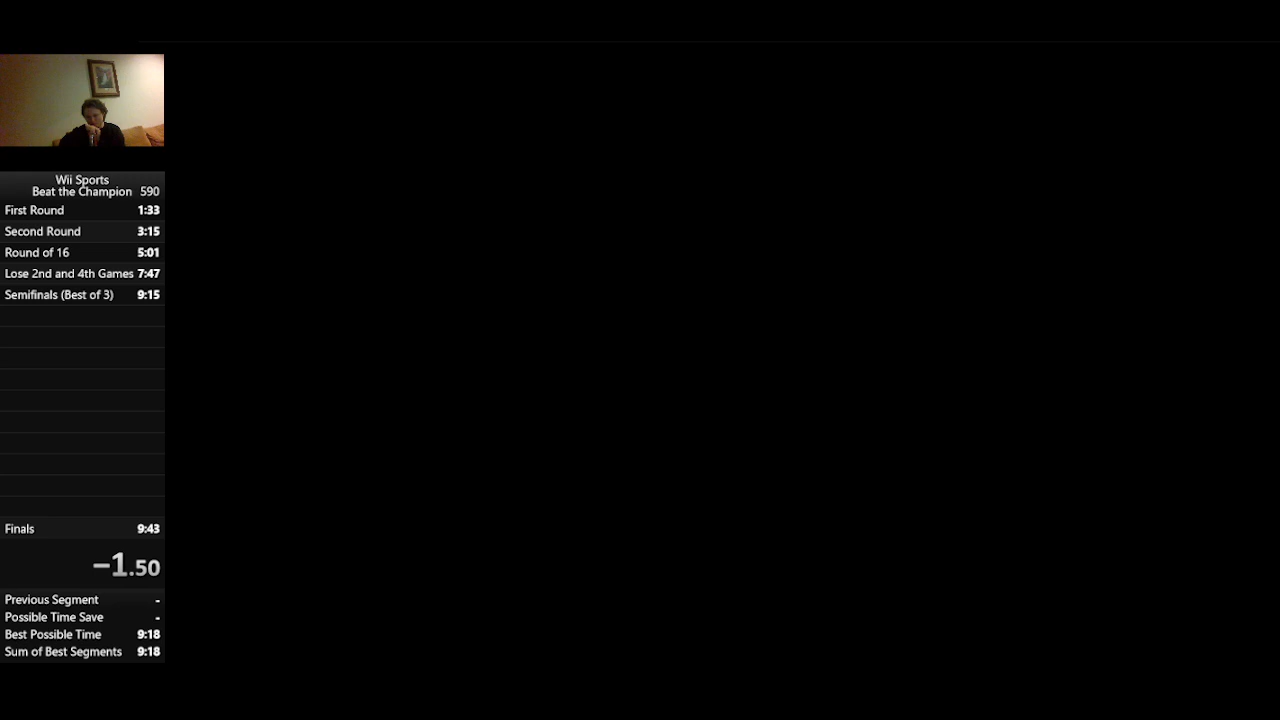 Wii Sports
Beat the Champion 590
First Round 1:33
Second Round 3:15
Round of 16 5:01
Lose 2nd and 4th Games 7:47
Semifinals (Best of 3) 9:15
Finals 9:43
−1.50
Previous Segment -
Possible Time Save -
Best Possible Time 9:18
Sum of Best Segments 9:18